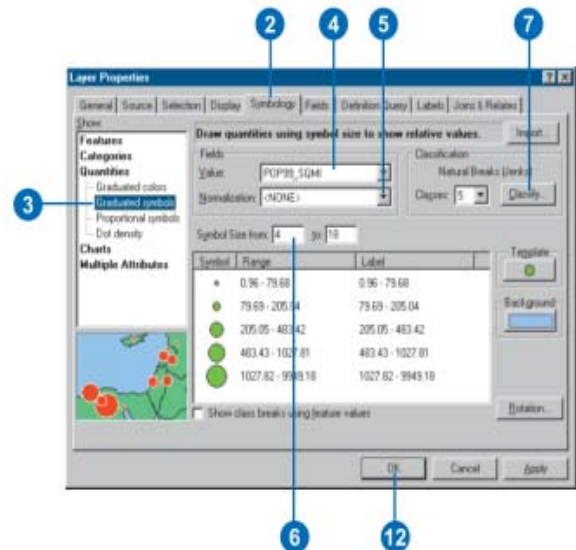 2
4
5
7
Layer Properties
General Source Selection Display Symbology Fields Definition Query Labels Joins & Relates
Show:
Features
Categories
Quantities
Graduated colors
Graduated symbols
Proportional symbols
Dot density
Charts
Multiple Attributes
3
Draw quantities using symbol size to show relative values.
Import...
Fields
Value: POP99_SQMI
Normalization: <NONE>
Classification
Natural Breaks (Jenks)
Classes: 5
Classify...
Symbol Size from: 4 to: 18
Symbol Range Label
0.96 - 79.68 0.96 - 79.68
79.69 - 205.04 79.69 - 205.04
205.05 - 483.42 205.05 - 483.42
483.43 - 1027.81 483.43 - 1027.81
1027.82 - 9949.18 1027.82 - 9949.18
Template
Background
Show class breaks using feature values
Rotation...
OK Cancel Apply
6
12